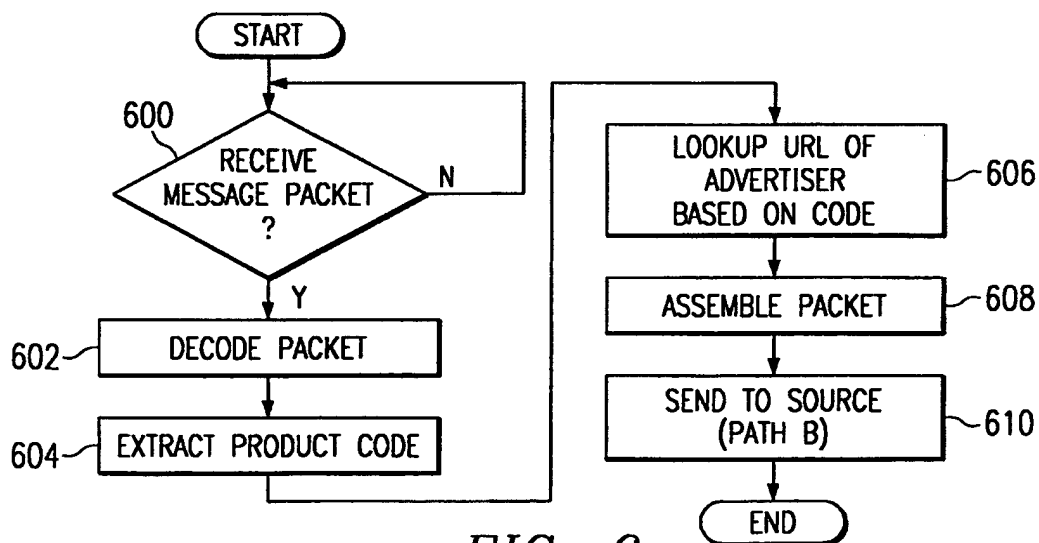 START
600
RECEIVE
MESSAGE PACKET
?
N
Y
602
DECODE PACKET
604
EXTRACT PRODUCT CODE
LOOKUP URL OF
ADVERTISER
BASED ON CODE
606
ASSEMBLE PACKET
608
SEND TO SOURCE
(PATH B)
610
END
FIG.